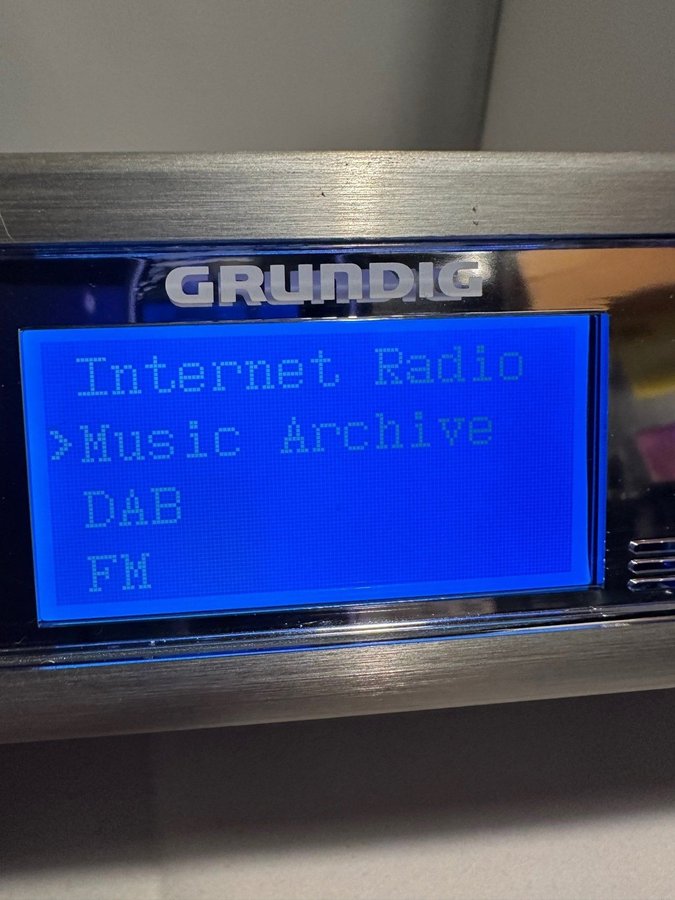 GRUNDIG
Internet Radio
>Music Archive
DAB
FM